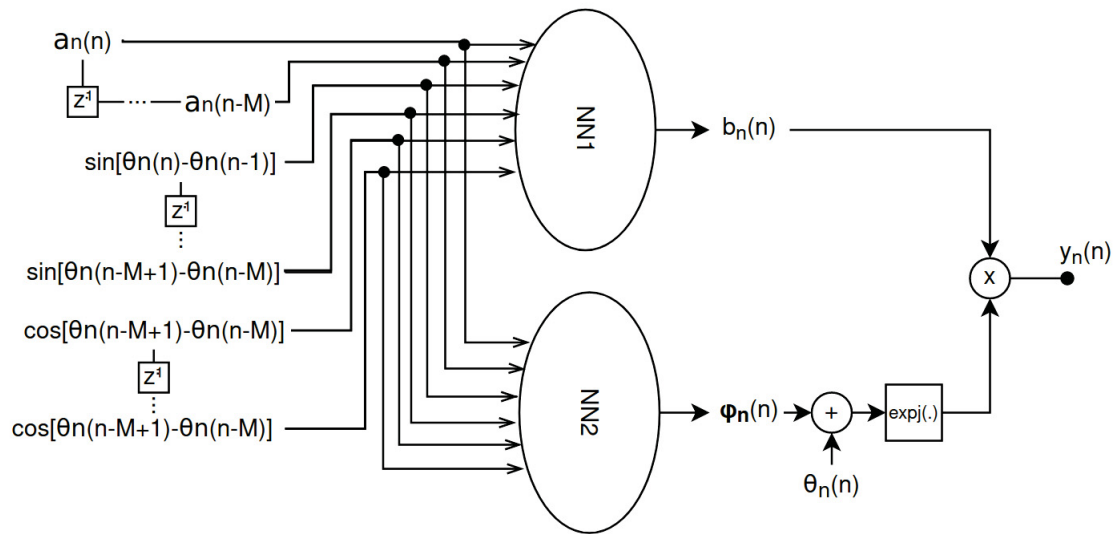 an(n)
z-1
...
an(n-M)
sin[θn(n)-θn(n-1)]
z-1
...
sin[θn(n-M+1)-θn(n-M)]
cos[θn(n-M+1)-θn(n-M)]
z-1
...
cos[θn(n-M+1)-θn(n-M)]
NN1
bn(n)
yn(n)
X
NN2
φn(n)
+
expj(.)
θn(n)